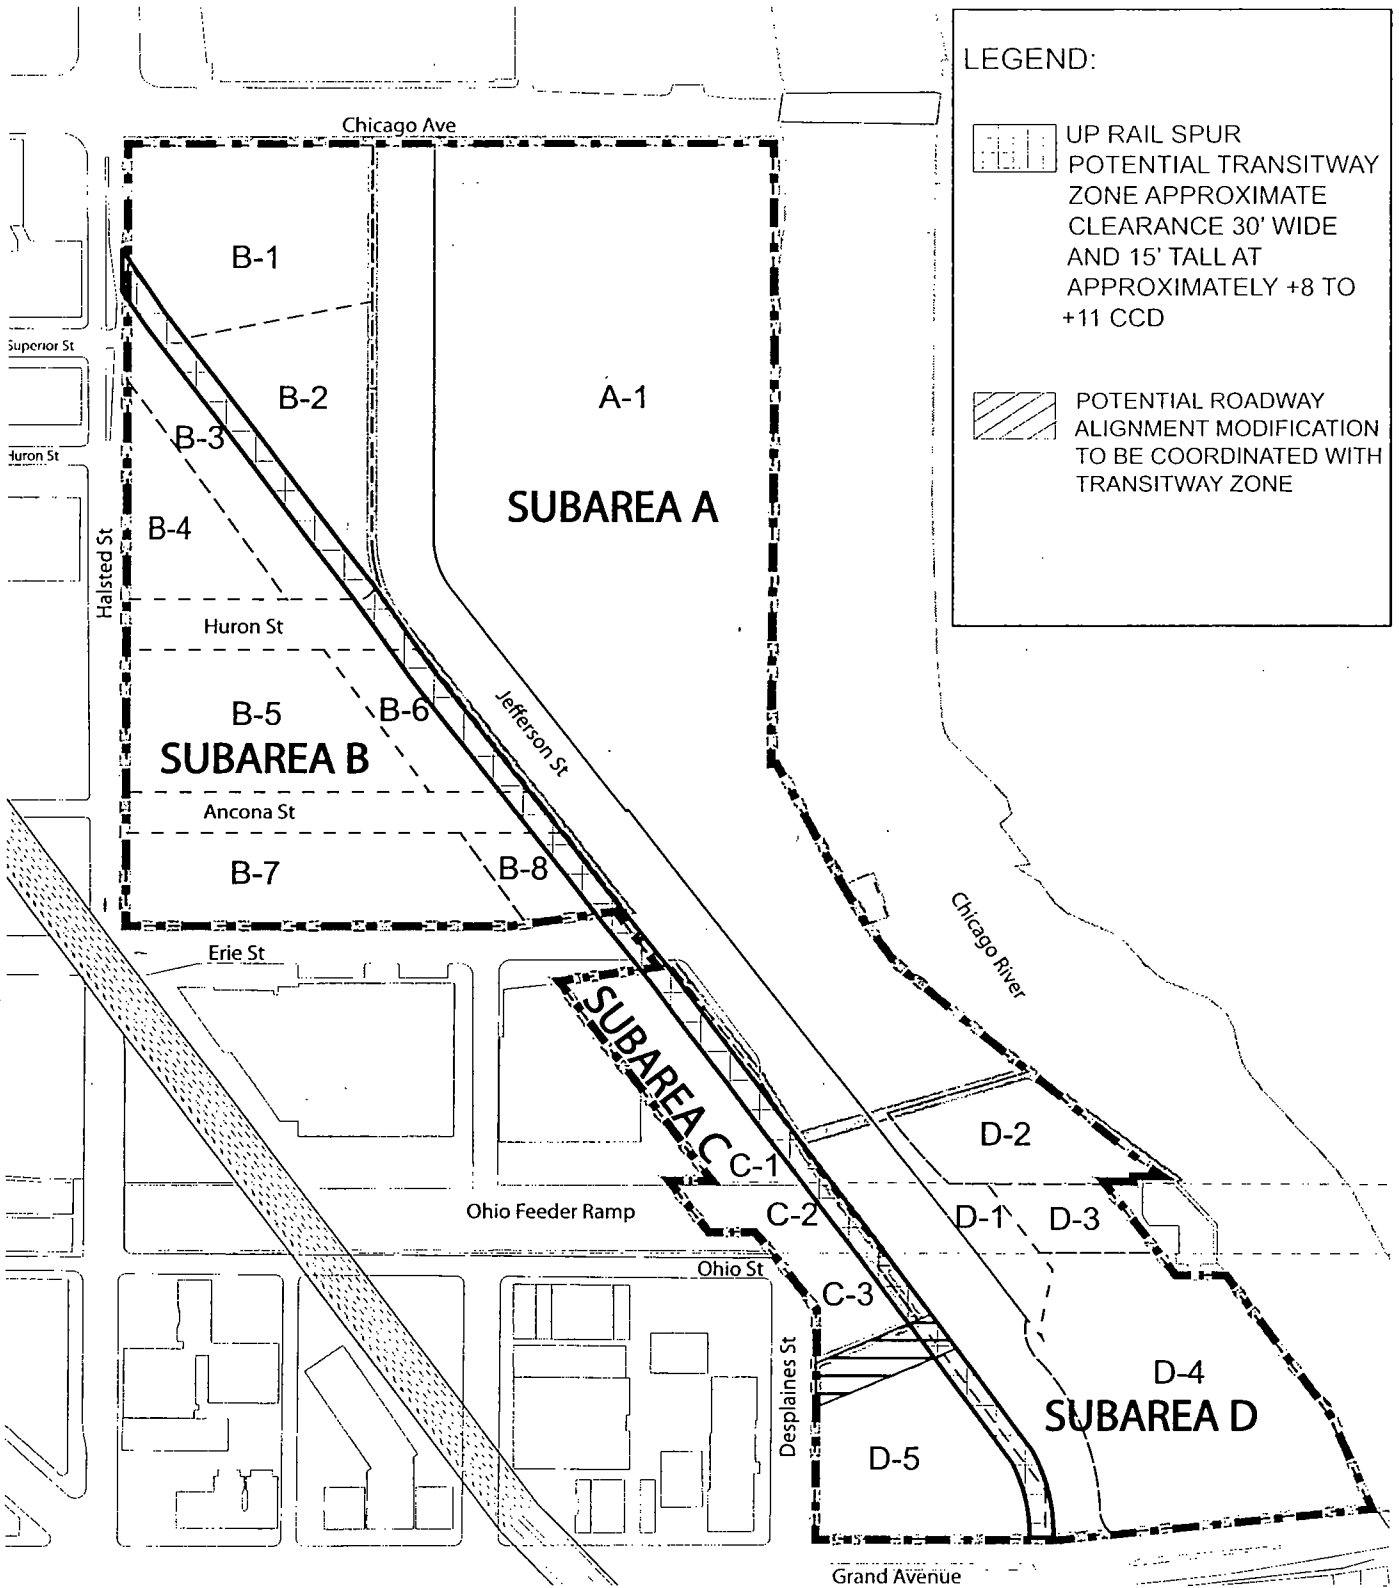 LEGEND:
UP RAIL SPUR
POTENTIAL TRANSITWAY
ZONE APPROXIMATE
CLEARANCE 30' WIDE
AND 15' TALL AT
APPROXIMATELY +8 TO
+11 CCD
POTENTIAL ROADWAY
ALIGNMENT MODIFICATION
TO BE COORDINATED WITH
TRANSITWAY ZONE
Chicago Ave
B-1
Superior St
B-2
A-1
B-3
Huron St
SUBAREA A
B-4
Halsted St
Huron St
B-5
B-6
Jefferson St
SUBAREA B
Ancona St
B-7
B-8
Erie St
Chicago River
SUBAREA C
D-2
C-1
Ohio Feeder Ramp
C-2
D-1
D-3
Ohio St
C-3
Desplaines St
D-4
SUBAREA D
D-5
Grand Avenue